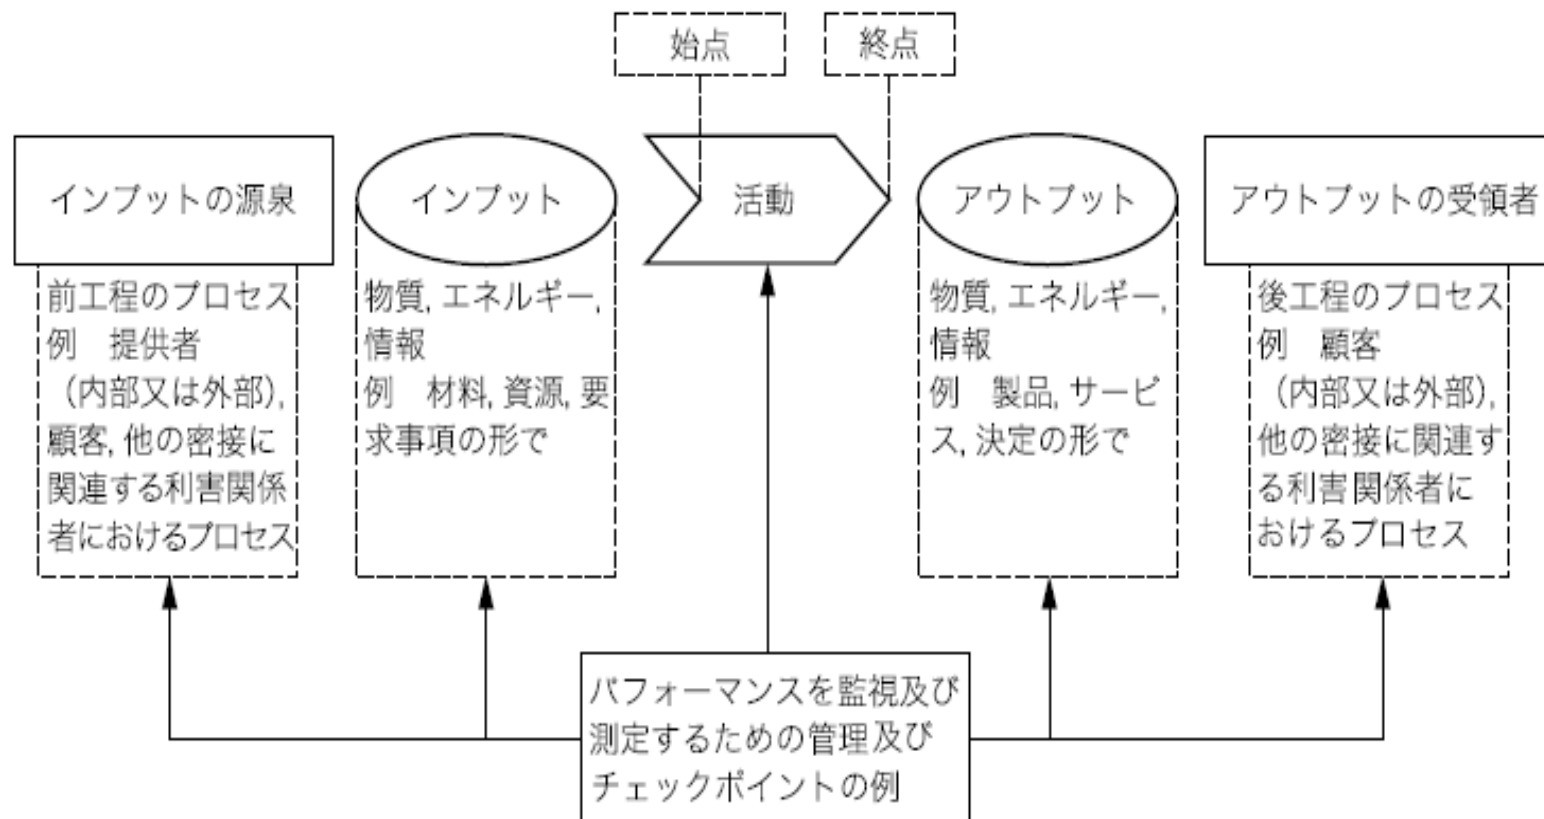 始点
終点
インプットの源泉
インプット
活動
アウトプット
アウトプットの受領者
前工程のプロセス
例　提供者
（内部又は外部），
顧客，他の密接に
関連する利害関係
者におけるプロセス
物質，エネルギー，
情報
例　材料，資源，要
求事項の形で
物質，エネルギー，
情報
例　製品，サービ
ス，決定の形で
後工程のプロセス
例　顧客
（内部又は外部），
他の密接に関連す
る利害関係者に
おけるプロセス
パフォーマンスを監視及び
測定するための管理及び
チェックポイントの例